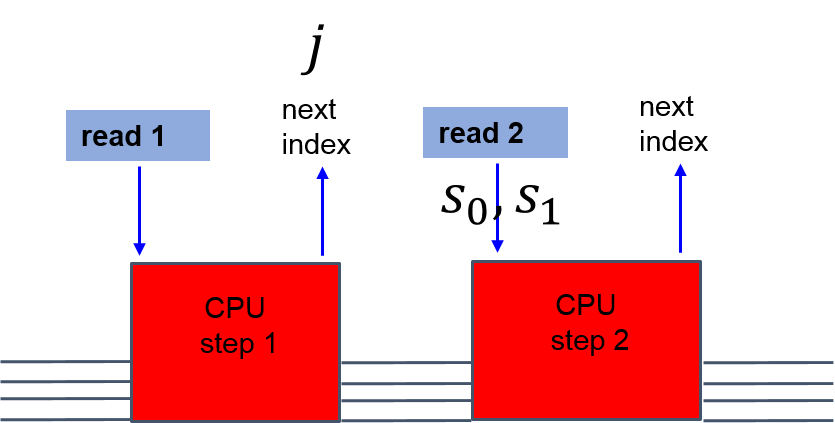 j
read 1
next
index
read 2
next
index
s₀, s₁
CPU
step 1
CPU
step 2